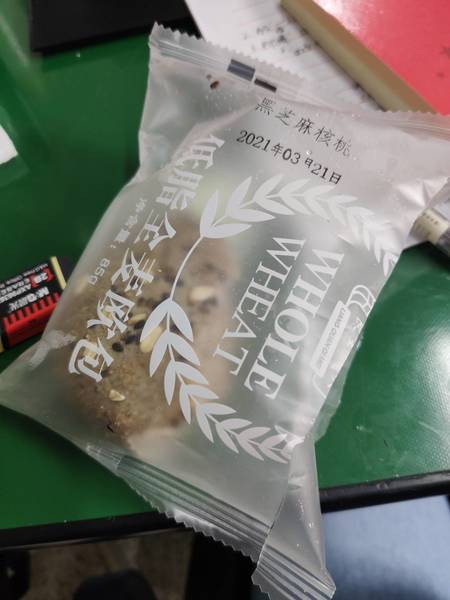 黑芝麻核桃
2021年03月21日
低脂全麦欧包
净含量：85g
WHOLE
WHEAT